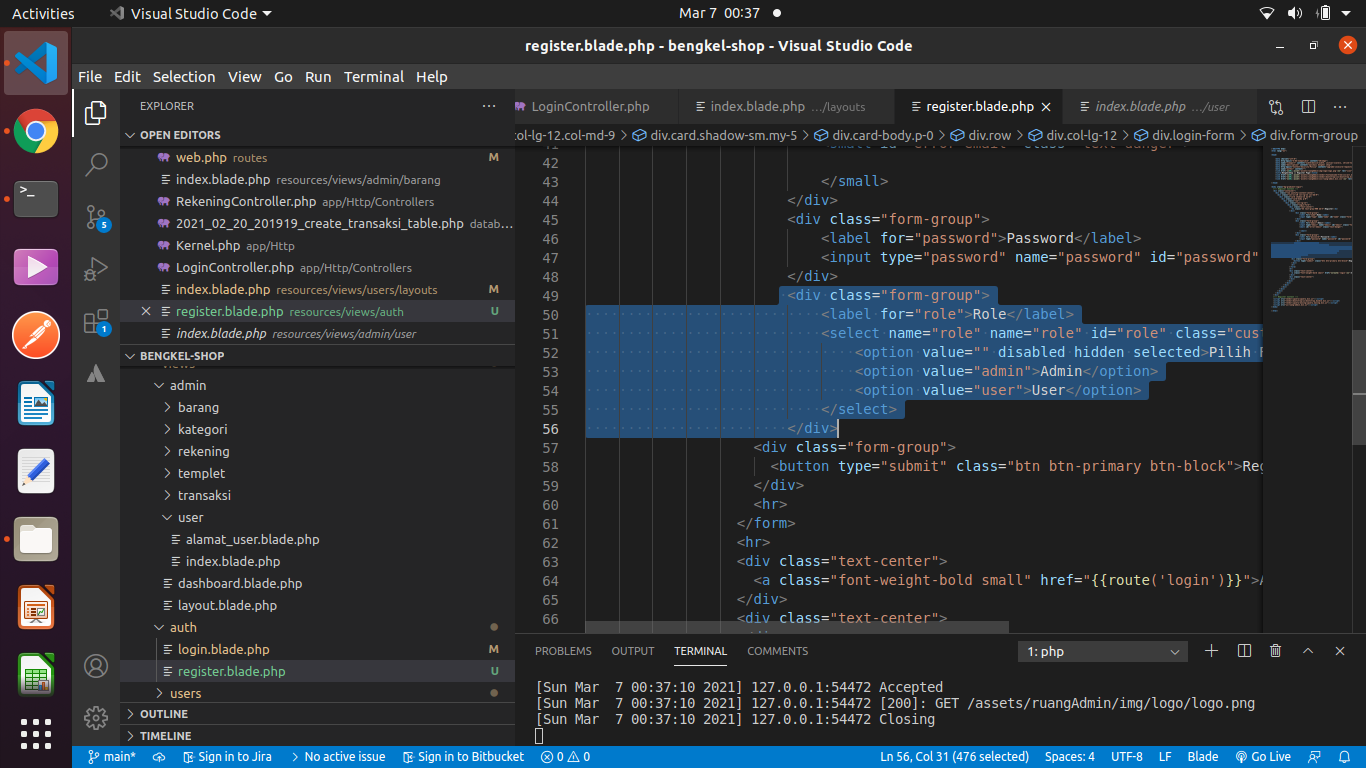 Activities
Visual Studio Code
Mar 7 00:37
register.blade.php - bengkel-shop - Visual Studio Code
File Edit Selection View Go Run Terminal Help
EXPLORER
OPEN EDITORS
web.php routes M
index.blade.php resources/views/admin/barang
RekeningController.php app/Http/Controllers
2021_02_20_201919_create_transaksi_table.php datab...
Kernel.php app/Http
LoginController.php app/Http/Controllers
index.blade.php resources/views/users/layouts M
register.blade.php resources/views/auth U
index.blade.php resources/views/admin/user
BENGKEL-SHOP
admin
barang
kategori
rekening
templet
transaksi
user
alamat_user.blade.php
index.blade.php
dashboard.blade.php
layout.blade.php
auth
login.blade.php M
register.blade.php U
users
OUTLINE
TIMELINE
5
1
LoginController.php
index.blade.php .../layouts
register.blade.php
index.blade.php .../user
col-lg-12.col-md-9 > div.card.shadow-sm.my-5 > div.card-body.p-0 > div.row > div.col-lg-12 > div.login-form > div.form-group
42
43 </small>
44 </div>
45 <div class="form-group">
46 <label for="password">Password</label>
47 <input type="password" name="password" id="password"
48 </div>
49 <div class="form-group">
50 <label for="role">Role</label>
51 <select name="role" name="role" id="role" class="cus
52 <option value="" disabled hidden selected>Pilih
53 <option value="admin">Admin</option>
54 <option value="user">User</option>
55 </select>
56 </div>
57 <div class="form-group">
58 <button type="submit" class="btn btn-primary btn-block">Reg
59 </div>
60 <hr>
61 </form>
62 <hr>
63 <div class="text-center">
64 <a class="font-weight-bold small" href="{{route('login')}}">A
65 </div>
66 <div class="text-center">
PROBLEMS OUTPUT TERMINAL COMMENTS
1: php
[Sun Mar  7 00:37:10 2021] 127.0.0.1:54472 Accepted
[Sun Mar  7 00:37:10 2021] 127.0.0.1:54472 [200]: GET /assets/ruangAdmin/img/logo/logo.png
[Sun Mar  7 00:37:10 2021] 127.0.0.1:54472 Closing
main* Sign in to Jira No active issue Sign in to Bitbucket 0 0 Ln 56, Col 31 (476 selected) Spaces: 4 UTF-8 LF Blade Go Live